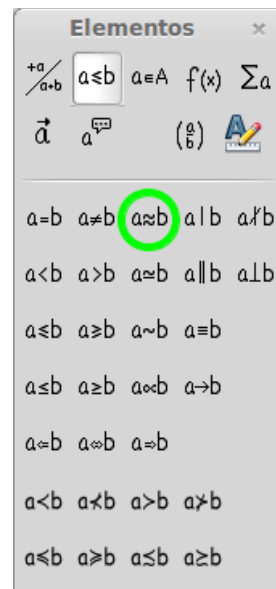 Elementos ×
+a/a+b a≤b a∈A f(x) Σa
a⃗ a (a b)
a=b a≠b a≈b a∣b a∤b
a<b a>b a≃b a∥b a⊥b
a⩽b a⩾b a~b a≡b
a≤b a≥b a∝b a→b
a⇐b a⇔b a⇒b
a≺b a⊀b a≻b a⊁b
a≼b a≽b a≾b a≿b